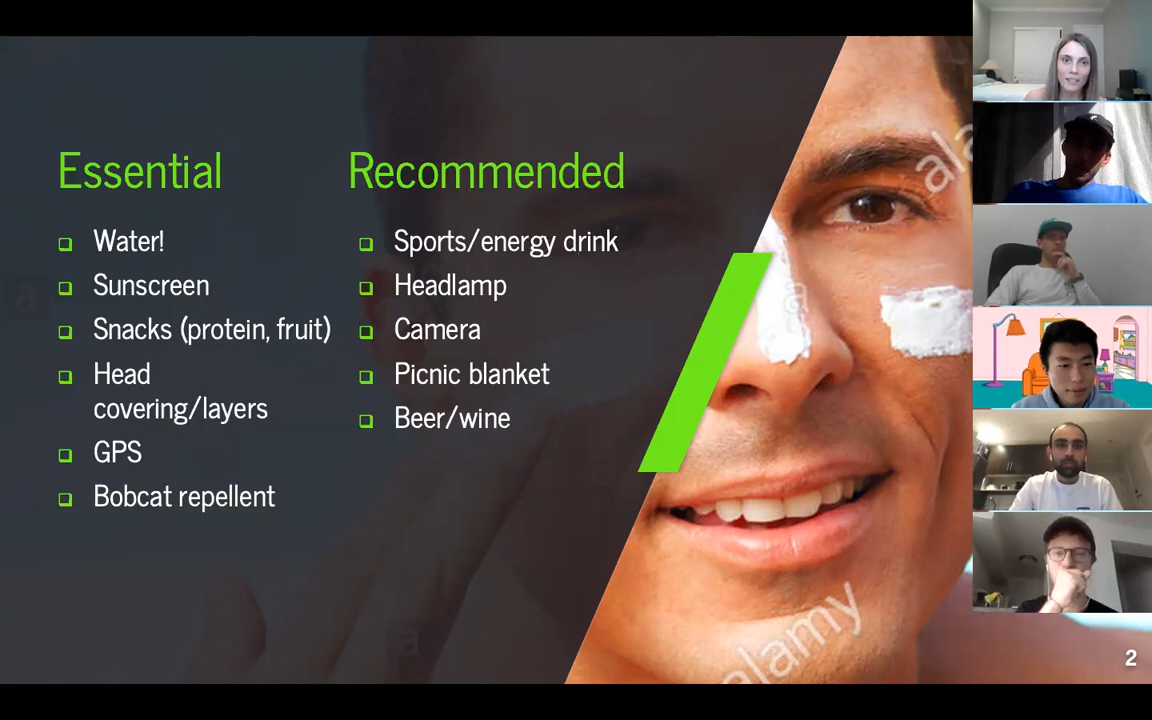 Essential
Water!
Sunscreen
Snacks (protein, fruit)
Head
covering/layers
GPS
Bobcat repellent
Recommended
Sports/energy drink
Headlamp
Camera
Picnic blanket
Beer/wine
ala
a
alamy
a
a
2